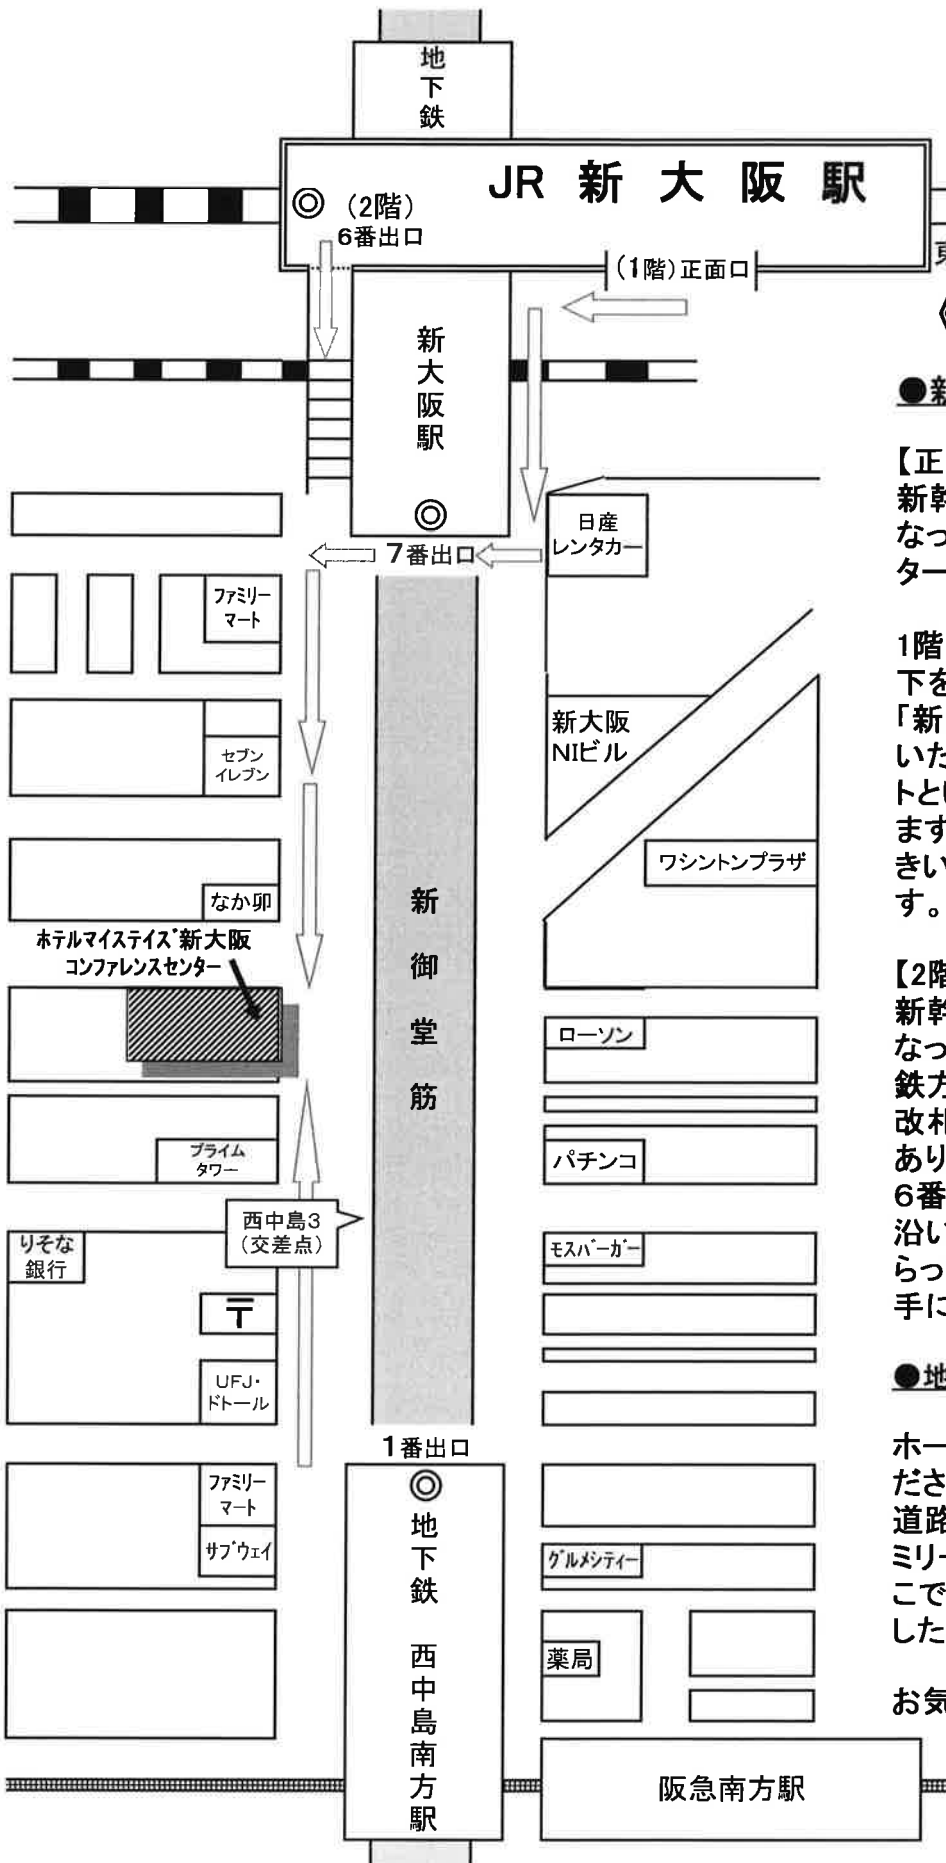 地下鉄
JR 新大阪駅
(2階)
6番出口
(1階)正面口
新大阪駅
7番出口
日産
レンタカー
ファミリー
マート
セブン
イレブン
新大阪
NIビル
ワシントンプラザ
なか卯
ホテルマイステイズ新大阪
コンファレンスセンター
新御堂筋
ローソン
プライム
タワー
パチンコ
西中島3
(交差点)
りそな
銀行
〒
モスバーガー
UFJ・
ドトール
1番出口
ファミリー
マート
サブウェイ
地下鉄 西中島南方駅
グルメシティー
薬局
阪急南方駅
●新
【正
新幹
なっ
ター
1階
下を
「新
いた
トとい
ます
きい
す。
【2階
新幹
なっ
鉄方
改札
あり
6番
沿い
らっ
手に
●地
ホー
ださ
道路
ミリー
こで
した
お気